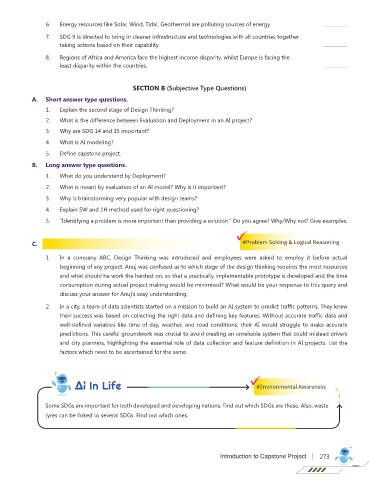 6. Energy resources like Solar, Wind, Tidal, Geothermal are polluting sources of energy.
7. SDG 9 is directed to bring in cleaner infrastructure and technologies with all countries together
taking actions based on their capability.
8. Regions of Africa and America face the highest income disparity, whilst Europe is facing the
least disparity within the countries.
SECTION B (Subjective Type Questions)
A. Short answer type questions.
1. Explain the second stage of Design Thinking?
2. What is the difference between Evaluation and Deployment in an AI project?
3. Why are SDG 14 and 15 important?
4. What is AI modeling?
5. Define capstone project.
B. Long answer type questions.
1. What do you understand by Deployment?
2. What is meant by evaluation of an AI model? Why is it important?
3. Why is brainstorming very popular with design teams?
4. Explain 5W and 1H method used for right questioning?
5. "Identifying a problem is more important than providing a solution." Do you agree? Why/Why not? Give examples.
C. #Problem Solving & Logical Reasoning
1. In a company ABC, Design Thinking was introduced and employees were asked to employ it before actual
beginning of any project. Anuj was confused as to which stage of the design thinking requires the most resources
and what should he work the hardest on, so that a practically implementable prototype is developed and the time
consumption during actual project making would be minimised? What would be your response to this query and
discuss your answer for Anuj's easy understanding.
2. In a city, a team of data scientists started on a mission to build an AI system to predict traffic patterns. They knew
their success was based on collecting the right data and defining key features. Without accurate traffic data and
well-defined variables like time of day, weather, and road conditions, their AI would struggle to make accurate
predictions. This careful groundwork was crucial to avoid creating an unreliable system that could mislead drivers
and city planners, highlighting the essential role of data collection and feature definition in AI projects. List the
factors which need to be ascertained for the same.
Ai In Life #Environmental Awareness
Some SDGs are important for both developed and developing nations. Find out which SDGs are these. Also, waste
tyres can be linked to several SDGs. Find out which ones.
Introduction to Capstone Project 273